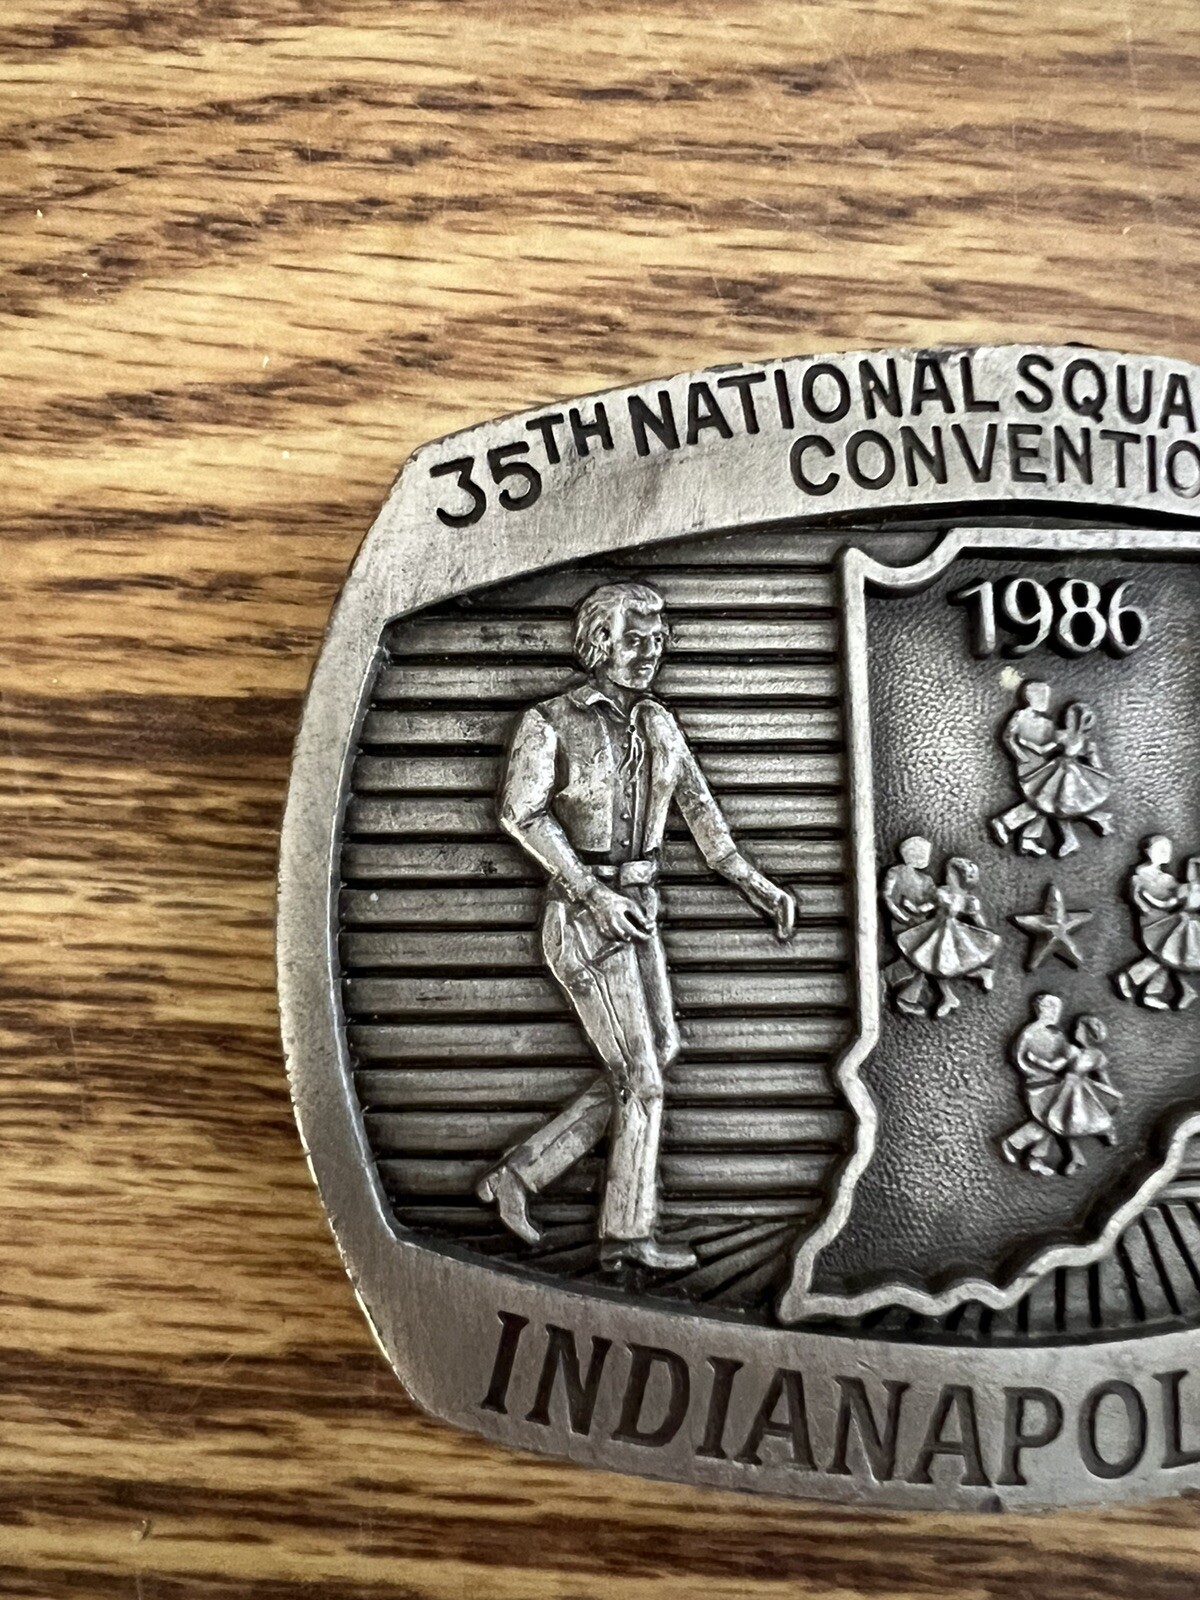 35TH NATIONAL SQUA
CONVENTIO
1986
INDIANAPOL